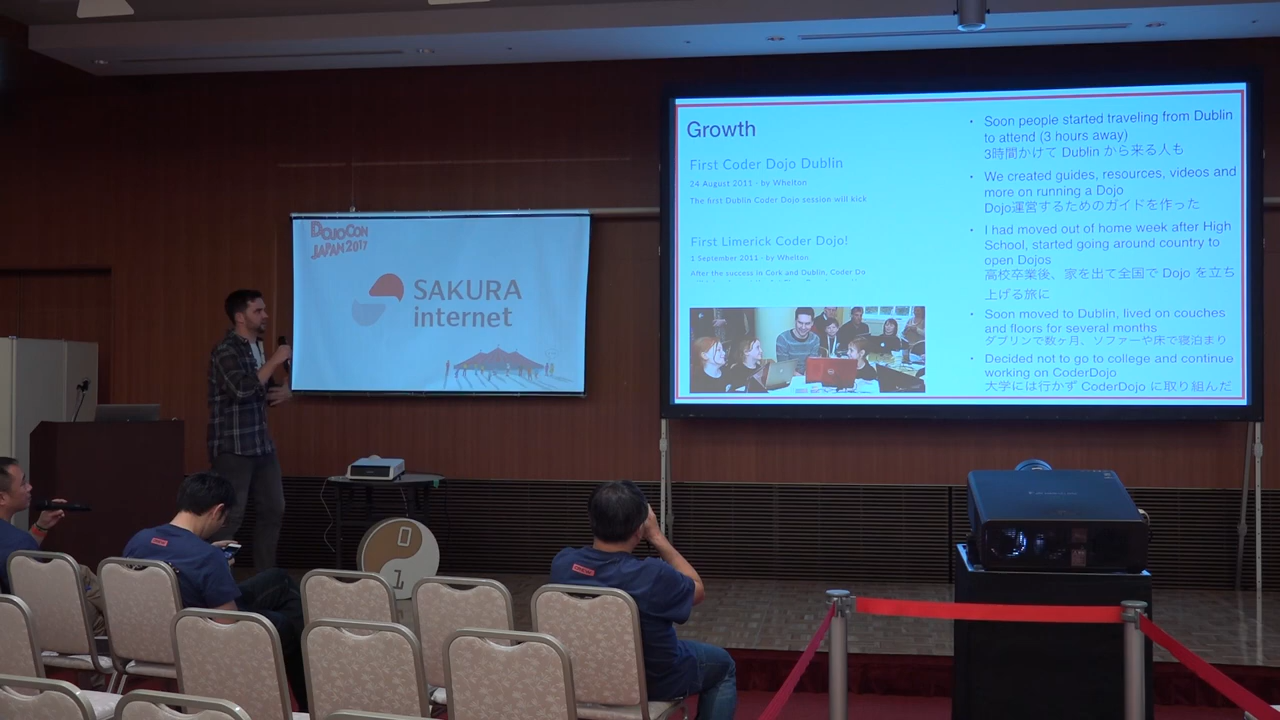 DOJOCON
JAPAN 2017
SAKURA
internet
Growth
First Coder Dojo Dublin
24 August 2011 - by Whelton
The first Dublin Coder Dojo session will kick
First Limerick Coder Dojo!
1 September 2011 - by Whelton
After the success in Cork and Dublin, Coder Do
• Soon people started traveling from Dublin
to attend (3 hours away)
3時間かけて Dublin から来る人も
• We created guides, resources, videos and
more on running a Dojo
Dojo運営するためのガイドを作った
• I had moved out of home week after High
School, started going around country to
open Dojos
高校卒業後、家を出て全国で Dojo を立ち
上げる旅に
• Soon moved to Dublin, lived on couches
and floors for several months
ダブリンで数ヶ月、ソファーや床で寝泊まり
• Decided not to go to college and continue
working on CoderDojo
大学には行かず CoderDojo に取り組んだ
0
1